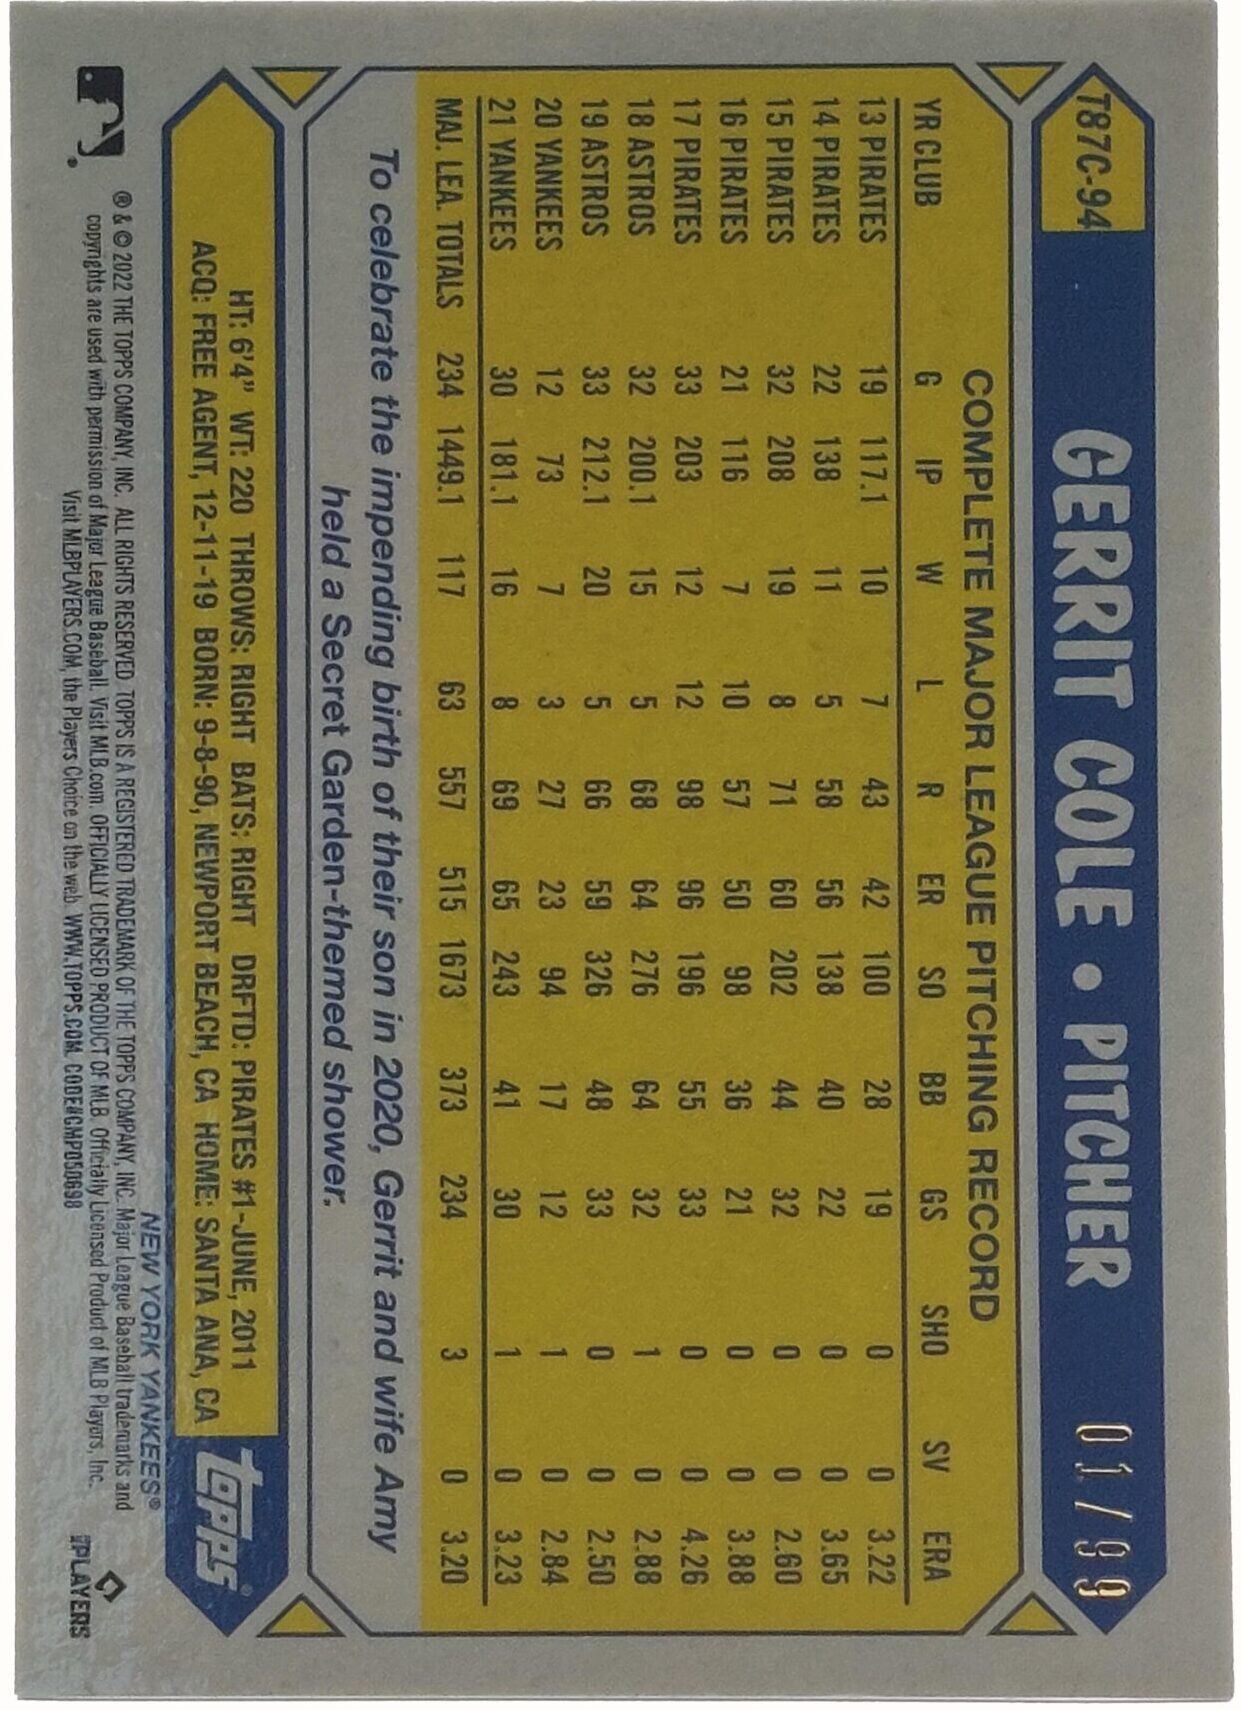 T87C-94 GERRIT COLE • PITCHER 01/99
COMPLETE MAJOR LEAGUE PITCHING RECORD
YR CLUB G IP W L R ER SO BB GS SHO SV ERA
13 PIRATES 19 117.1 10 7 43 42 100 28 19 0 0 3.22
14 PIRATES 22 138 11 5 58 56 138 40 22 0 0 3.65
15 PIRATES 32 208 19 8 71 60 202 44 32 0 0 2.60
16 PIRATES 21 116 7 10 57 50 98 36 21 0 0 3.88
17 PIRATES 33 203 12 12 98 96 196 55 33 0 0 4.26
18 ASTROS 32 200.1 15 5 68 64 276 64 32 1 0 2.88
19 ASTROS 33 212.1 20 5 66 59 326 48 33 0 0 2.50
20 YANKEES 12 73 7 3 27 23 94 17 12 1 0 2.84
21 YANKEES 30 181.1 16 8 69 65 243 41 30 1 0 3.23
MAJ. LEA. TOTALS 234 1449.1 117 63 557 515 1673 373 234 3 0 3.20
To celebrate the impending birth of their son in 2020, Gerrit and wife Amy
held a Secret Garden-themed shower.
HT: 6'4" WT: 220 THROWS: RIGHT BATS: RIGHT DRFTD: PIRATES #1-JUNE, 2011
ACQ: FREE AGENT, 12-11-19 BORN: 9-8-90, NEWPORT BEACH, CA HOME: SANTA ANA, CA
topps®
NEW YORK YANKEES®
® & © 2022 THE TOPPS COMPANY, INC. ALL RIGHTS RESERVED. TOPPS IS A REGISTERED TRADEMARK OF THE TOPPS COMPANY, INC. Major League Baseball trademarks and
copyrights are used with permission of Major League Baseball. Visit MLB.com. OFFICIALLY LICENSED PRODUCT OF MLB Officially Licensed Product of MLB Players, Inc.
Visit MLBPLAYERS.COM, the Players Choice on the web. WWW.TOPPS.COM. CODE#CMP050698
PLAYERS